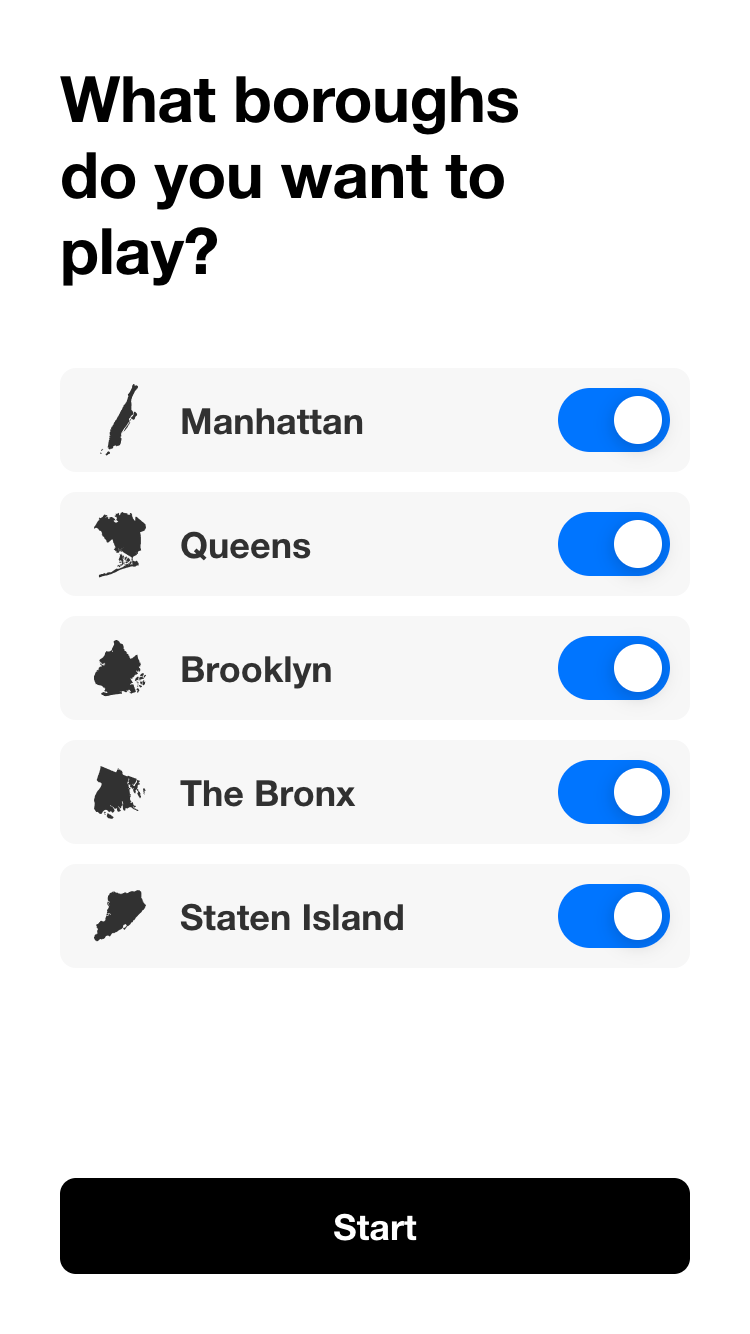 What boroughs
do you want to
play?
Manhattan
Queens
Brooklyn
The Bronx
Staten Island
Start